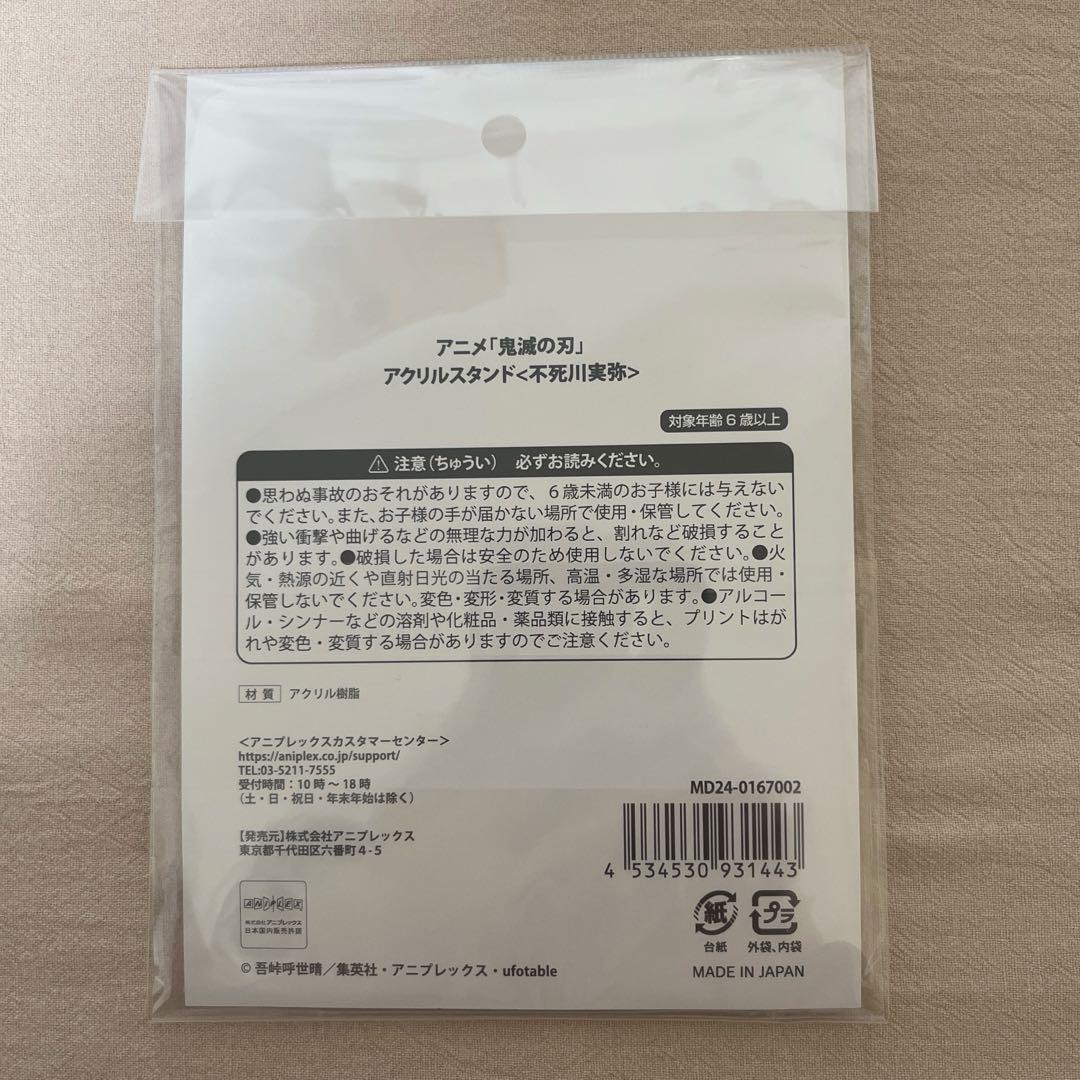 アニメ「鬼滅の刃」
アクリルスタンド<不死川実弥>
対象年齢6歳以上
注意(ちゅうい) 必ずお読みください。
●思わぬ事故のおそれがありますので、6歳未満のお子様には与えない
でください。また、お子様の手が届かない場所で使用・保管してください。
●強い衝撃や曲げるなどの無理な力が加わると、割れなど破損すること
があります。●破損した場合は安全のため使用しないでください。●火
気・熱源の近くや直射日光の当たる場所、高温・多湿な場所では使用・
保管しないでください。変色・変形・変質する場合があります。●アルコー
ル・シンナーなどの溶剤や化粧品・薬品類に接触すると、プリントはが
れや変色・変質する場合がありますのでご注意ください。
材質 アクリル樹脂
<アニプレックスカスタマーセンター>
https://aniplex.co.jp/support/
TEL:03-5211-7555
受付時間:10時~18時
(土・日・祝日・年末年始は除く)
【発売元】株式会社アニプレックス
東京都千代田区六番町4-5
MD24-0167002
4 534530 931443
ANIPLEX
株式会社アニプレックス
日本国内販売許諾
紙
台紙
プラ
外袋、内袋
© 吾峠呼世晴/集英社・アニプレックス・ufotable
MADE IN JAPAN